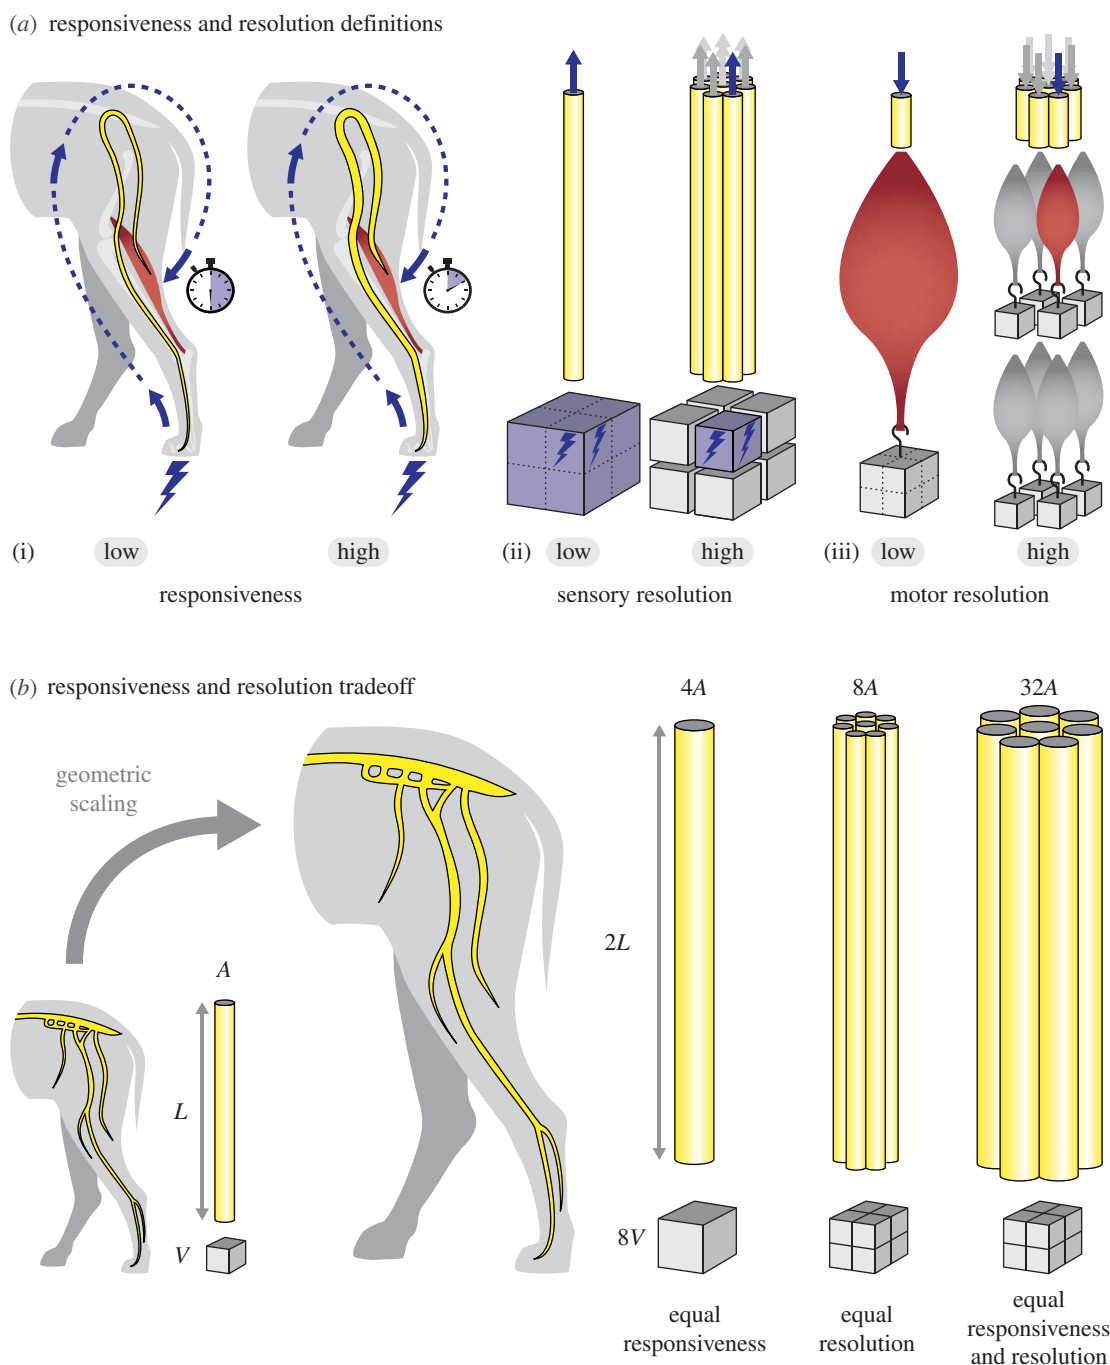 (a) responsiveness and resolution definitions
(i) low high
responsiveness
(ii) low high
sensory resolution
(iii) low high
motor resolution
(b) responsiveness and resolution tradeoff
geometric
scaling
A
L
V
4A 8A 32A
2L
8V
equal
responsiveness
equal
resolution
equal
responsiveness
and resolution